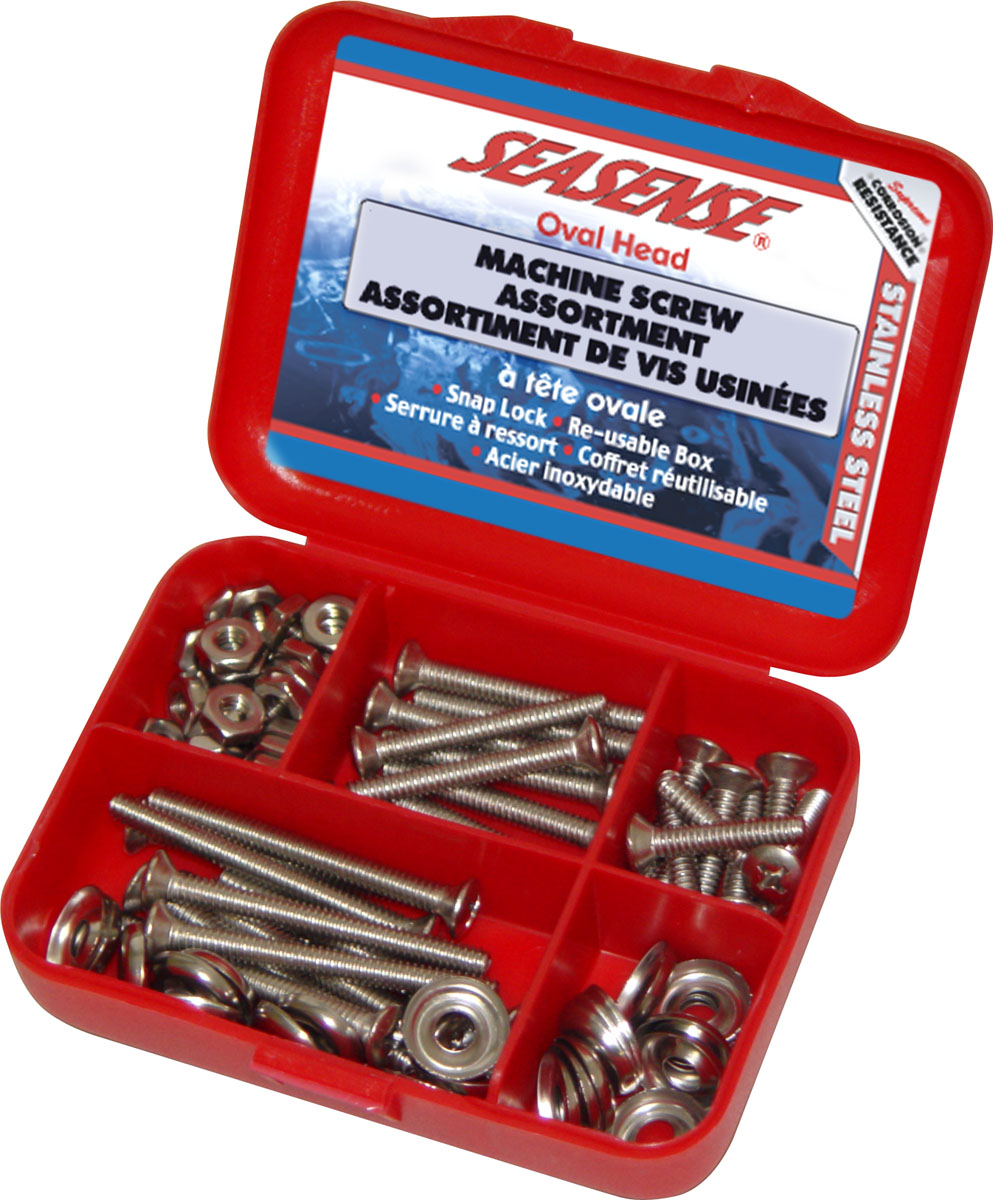 SEASENSE®
Oval Head
MACHINE SCREW
ASSORTMENT
ASSORTIMENT DE VIS USINÉES
à tête ovale
• Snap Lock • Re-usable Box
• Serrure à ressort • Coffret réutilisable
• Acier inoxydable
Supreme
CORROSION
RESISTANCE
STAINLESS STEEL